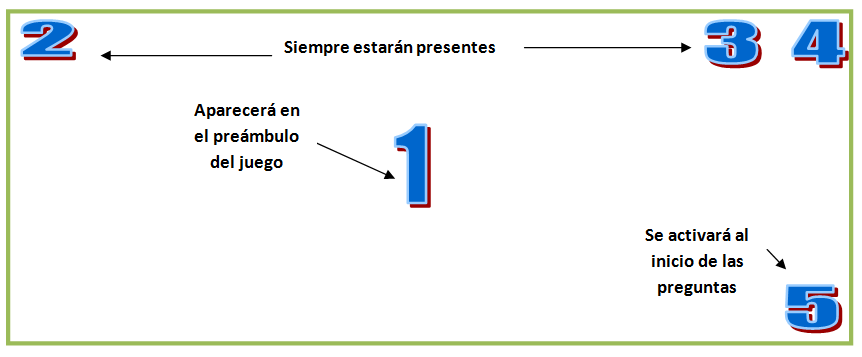 2 Siempre estarán presentes 3 4
Aparecerá en
el preámbulo
del juego
1
Se activará al
inicio de las
preguntas
5